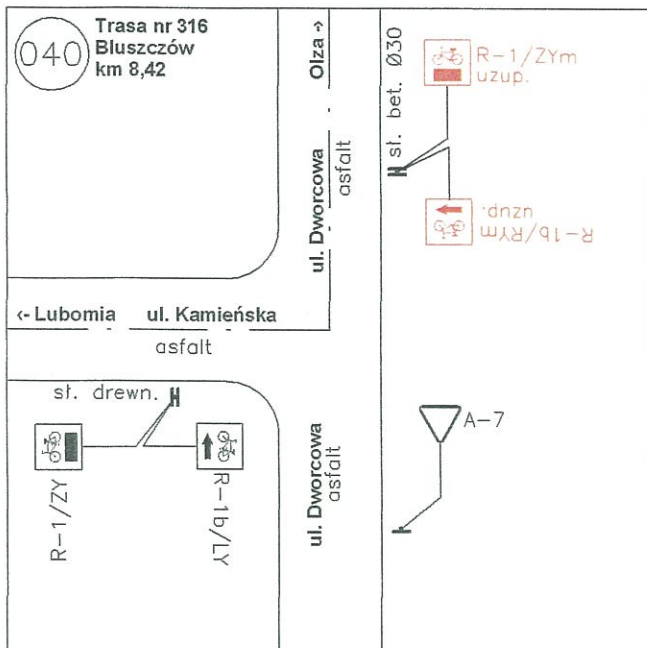 040
Trasa nr 316
Bluszczów
km 8,42
Olza ->
ul. Dworcowa
asfalt
sł. bet. Ø30
R-1/ZYm
uzup.
R-1b/RYm
uzup.
<- Lubomia ul. Kamieńska
asfalt
sł. drewn.
R-1/ZY
R-1b/LY
ul. Dworcowa
asfalt
A-7